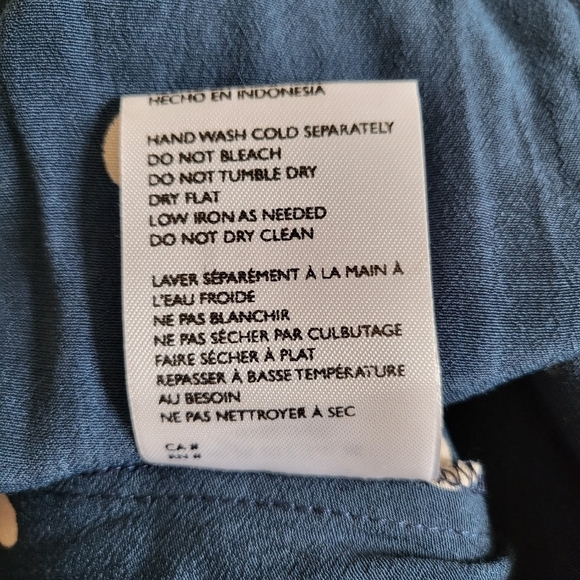 HECHO EN INDONESIA
HAND WASH COLD SEPARATELY
DO NOT BLEACH
DO NOT TUMBLE DRY
DRY FLAT
LOW IRON AS NEEDED
DO NOT DRY CLEAN
LAVER SÉPARÉMENT À LA MAIN À
L'EAU FROIDE
NE PAS BLANCHIR
NE PAS SÉCHER PAR CULBUTAGE
FAIRE SÉCHER À PLAT
REPASSER À BASSE TEMPÉRATURE
AU BESOIN
NE PAS NETTROYER À SEC
CA #
RN #